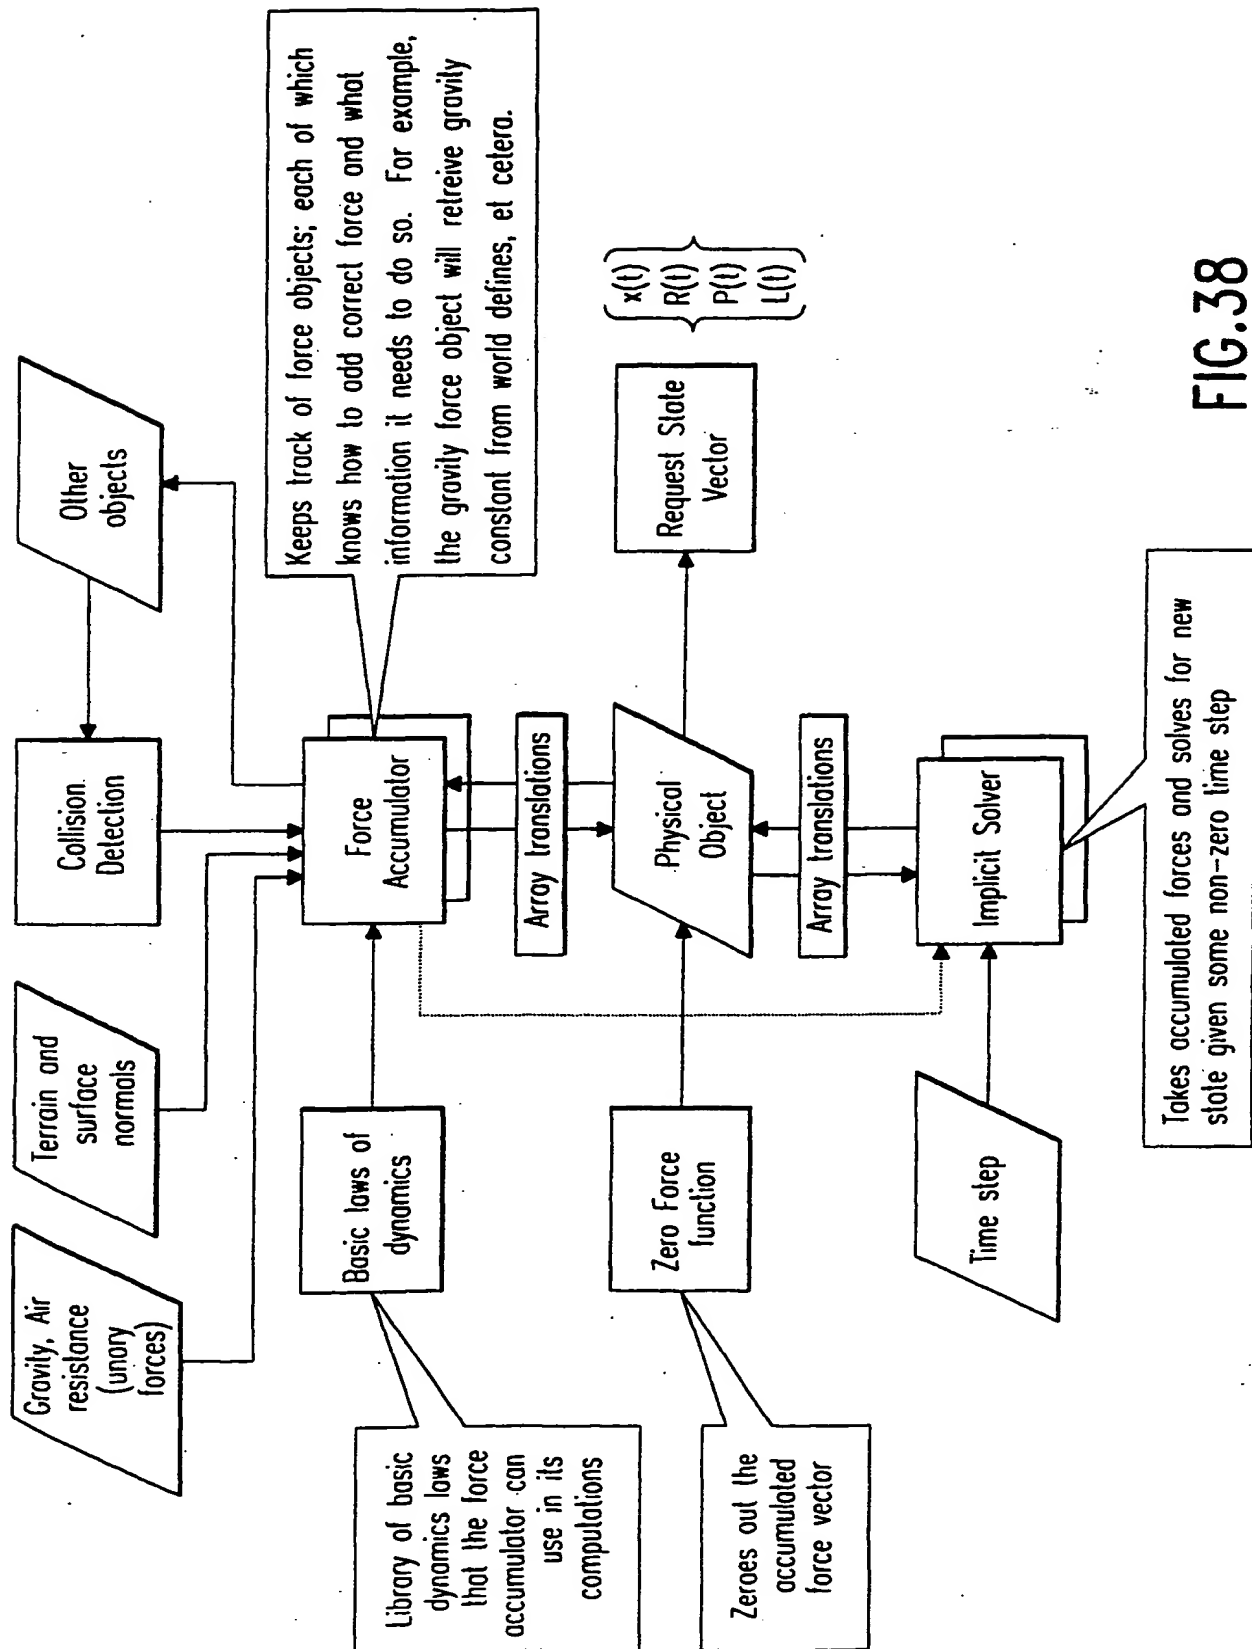 Gravity, Air
resistance
(unary
forces)
Terrain and
surface
normals
Collision
Detection
Other
objects
Library of basic
dynamics laws
that the force
accumulator can
use in its
computations
Basic laws of
dynamics
Force
Accumulator
Keeps track of force objects; each of which
knows how to add correct force and what
information it needs to do so. For example,
the gravity force object will retreive gravity
constant from world defines, et cetera.
Array translations
Zeroes out the
accumulated
force vector
Zero Force
function
Physical
Object
Request State
Vector
x(t)
R(t)
P(t)
L(t)
Array translations
Time step
Implicit Solver
Takes accumulated forces and solves for new
state given some non-zero time step
FIG.38